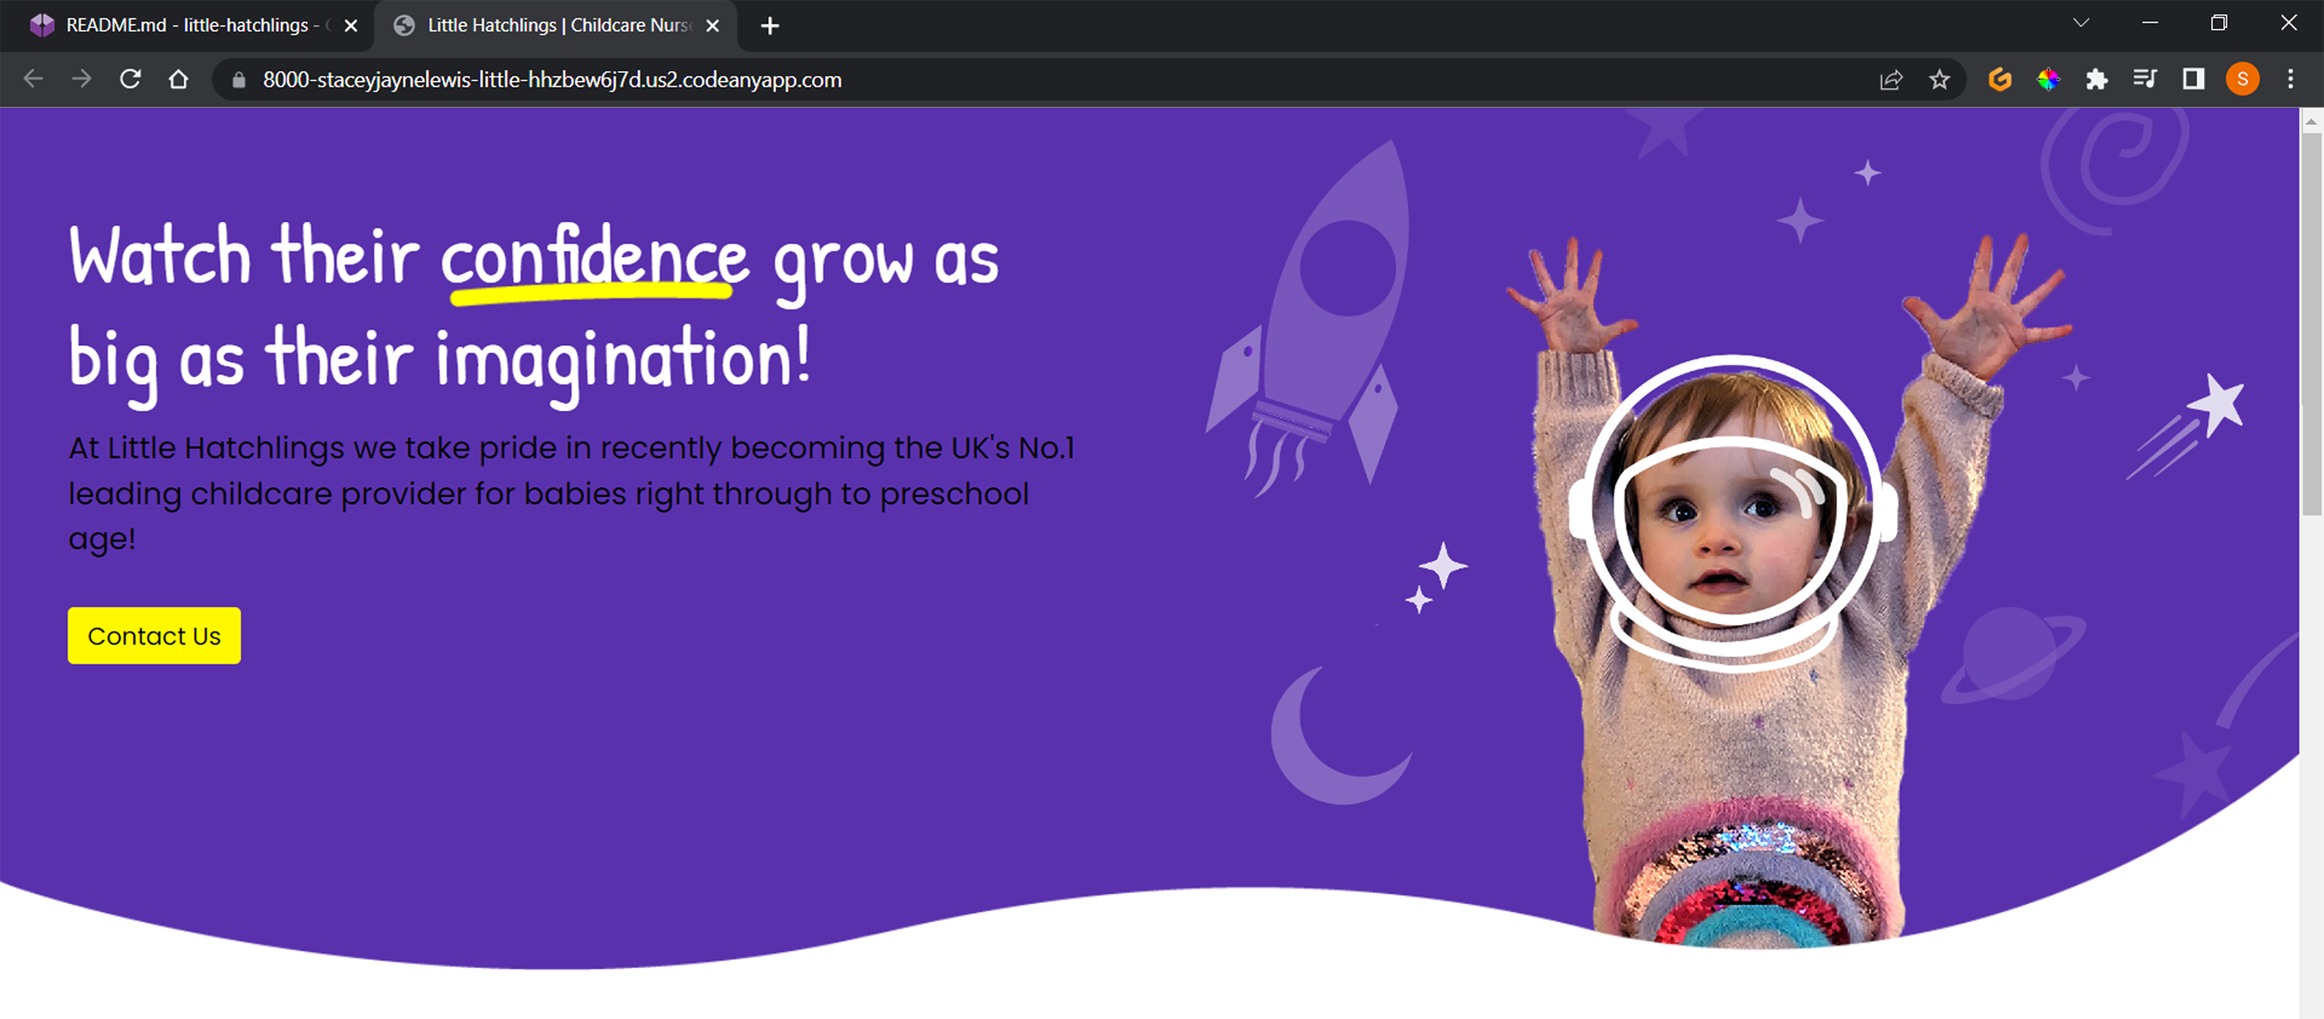 README.md - little-hatchlings -
Little Hatchlings | Childcare Nurs
8000-staceyjaynelewis-little-hhzbew6j7d.us2.codeanyapp.com
S
Watch their confidence grow as
big as their imagination!
At Little Hatchlings we take pride in recently becoming the UK's No.1
leading childcare provider for babies right through to preschool
age!
Contact Us